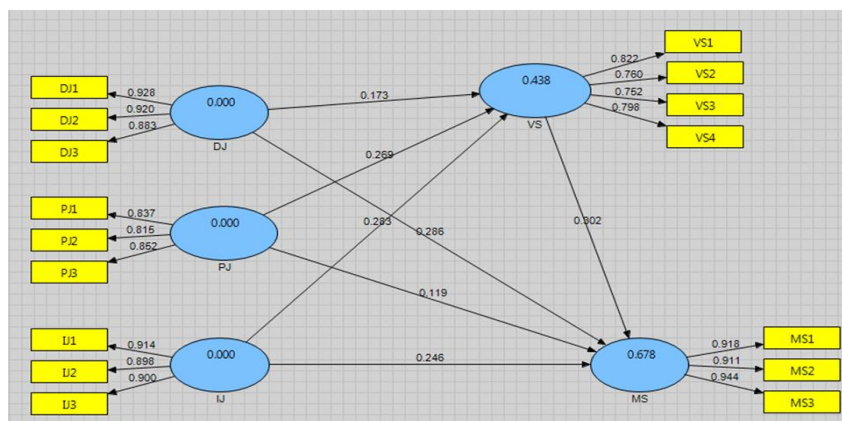 DJ1
0.928
DJ2
0.920
DJ3
0.883
0.000
DJ
PJ1
0.837
PJ2
0.815
PJ3
0.852
0.000
PJ
IJ1
0.914
IJ2
0.898
IJ3
0.900
0.000
IJ
0.173
0.269
0.283
0.286
0.119
0.246
0.302
0.438
VS
0.822
VS1
0.760
VS2
0.752
VS3
0.798
VS4
0.678
MS
0.918
MS1
0.911
MS2
0.944
MS3